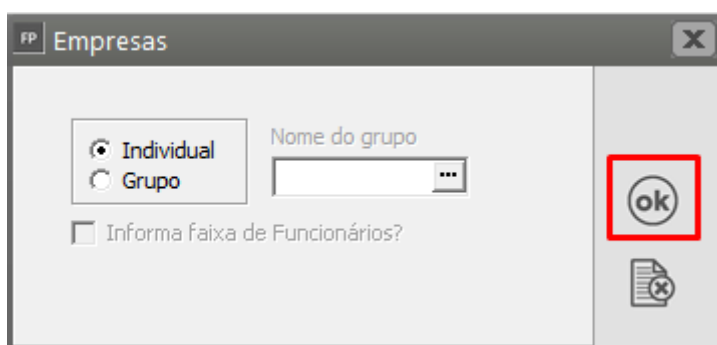 FP Empresas
Individual
Grupo
Nome do grupo
...
Informa faixa de Funcionários?
ok